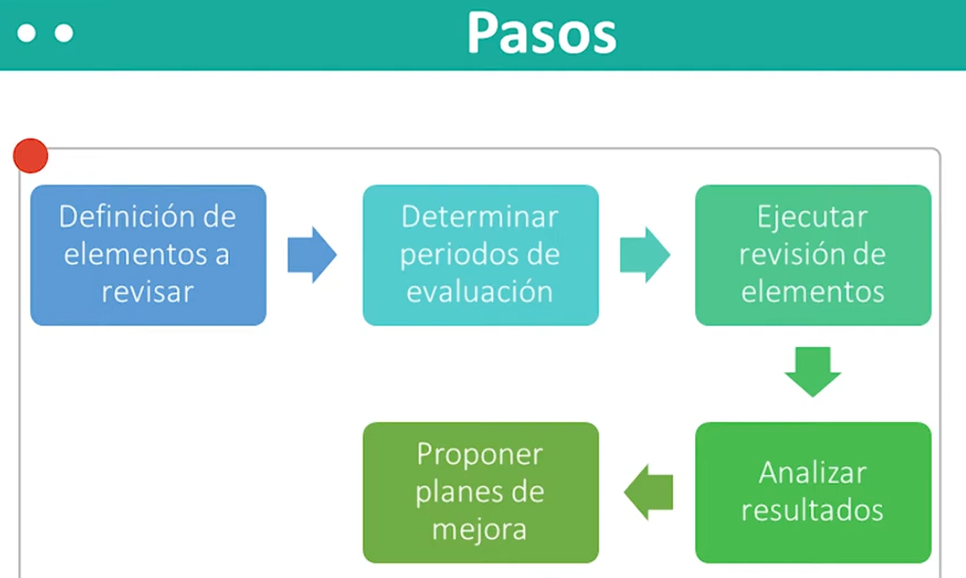 Pasos
Definición de
elementos a
revisar
Determinar
periodos de
evaluación
Ejecutar
revisión de
elementos
Analizar
resultados
Proponer
planes de
mejora